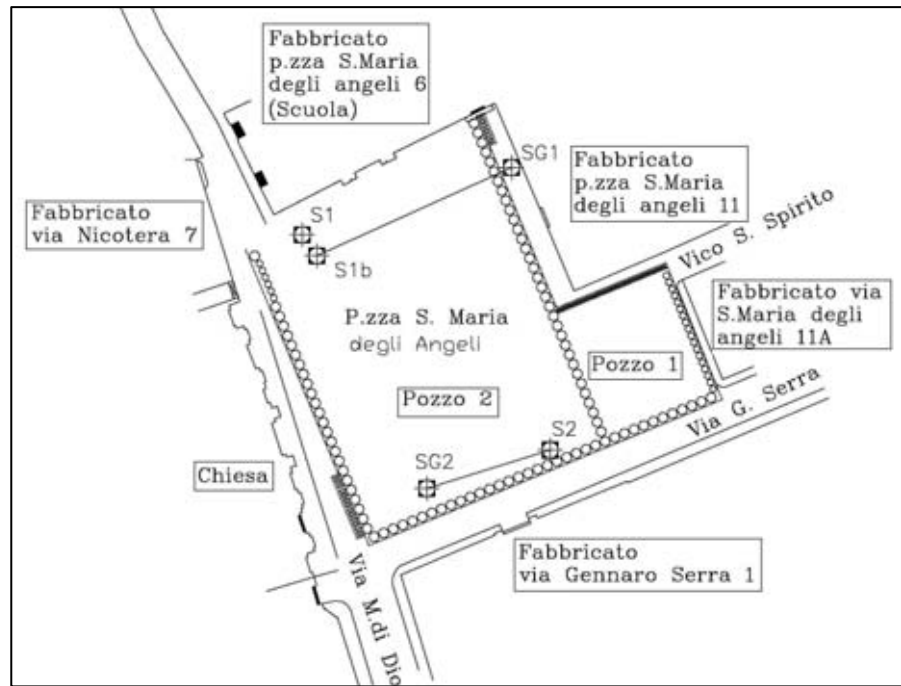 Fabbricato
p.zza S.Maria
degli angeli 6
(Scuola)
SG1
Fabbricato
p.zza S.Maria
degli angeli 11
Fabbricato
via Nicotera 7
S1
S1b
Vico S. Spirito
Fabbricato via
S.Maria degli
angeli 11A
P.zza S. Maria
degli Angeli
Pozzo 1
Pozzo 2
Via G. Serra
S2
SG2
Chiesa
Fabbricato
via Gennaro Serra 1
Via M.di Dio